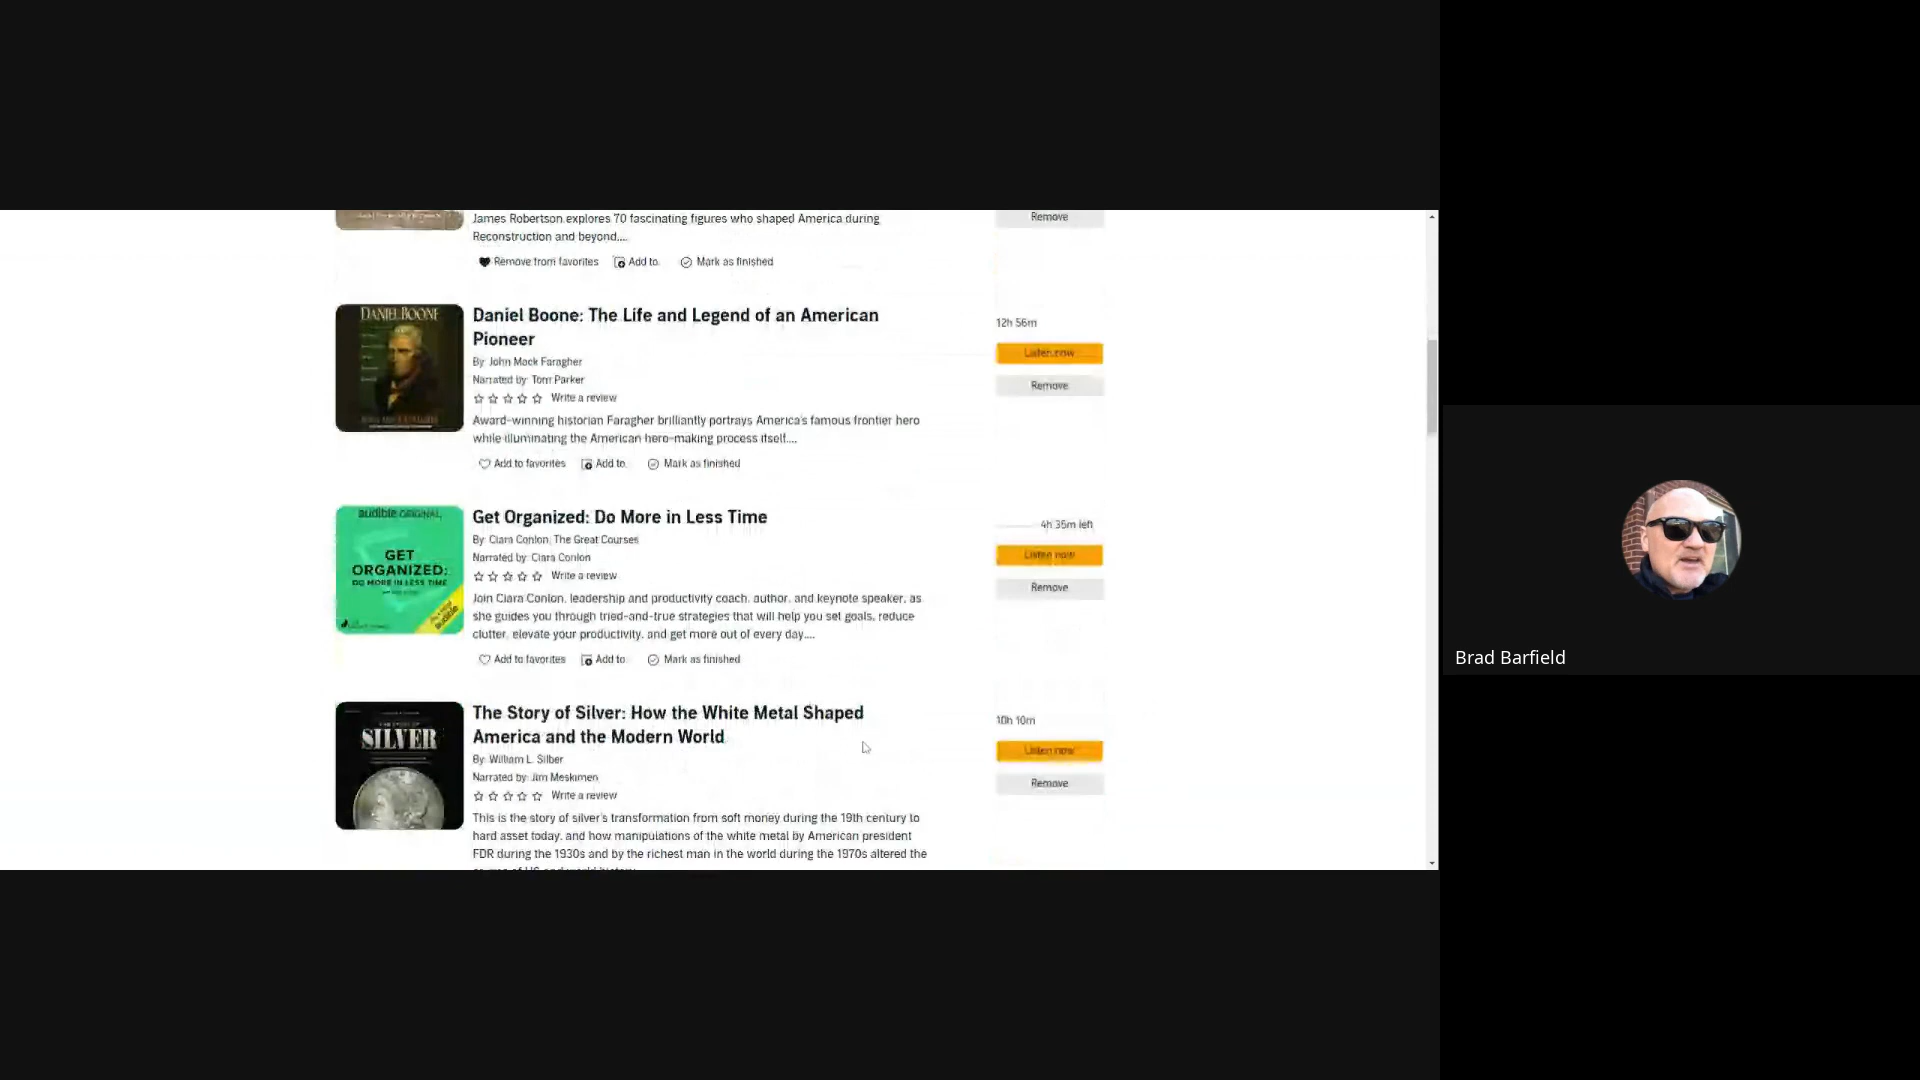 James Robertson explores 70 fascinating figures who shaped America during
Reconstruction and beyond....
Remove
Remove from favorites Add to Mark as finished
DANIEL BOONE
Daniel Boone: The Life and Legend of an American
Pioneer
By: John Mack Faragher
Narrated by: Tom Parker
Write a review
Award-winning historian Faragher brilliantly portrays America's famous frontier hero
while illuminating the American hero-making process itself....
Add to favorites Add to Mark as finished
12h 56m
Listen now
Remove
audible ORIGINAL
GET
ORGANIZED:
DO MORE IN LESS TIME
audible
Get Organized: Do More in Less Time
By: Ciara Conlon, The Great Courses
Narrated by: Ciara Conlon
Write a review
Join Ciara Conlon, leadership and productivity coach, author, and keynote speaker, as
she guides you through tried-and-true strategies that will help you set goals, reduce
clutter, elevate your productivity, and get more out of every day....
Add to favorites Add to Mark as finished
4h 35m left
Listen now
Remove
THE STORY OF
SILVER
The Story of Silver: How the White Metal Shaped
America and the Modern World
By: William L. Silber
Narrated by: Jim Meskimen
Write a review
This is the story of silver's transformation from soft money during the 19th century to
hard asset today, and how manipulations of the white metal by American president
FDR during the 1930s and by the richest man in the world during the 1970s altered the
10h 10m
Listen now
Remove
Brad Barfield